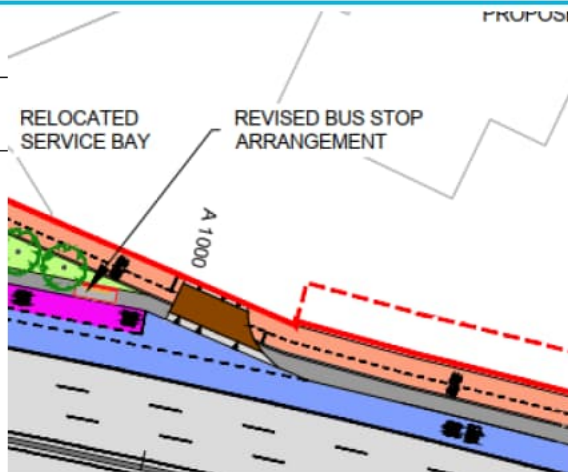 RELOCATED
SERVICE BAY
REVISED BUS STOP
ARRANGEMENT
A 1000